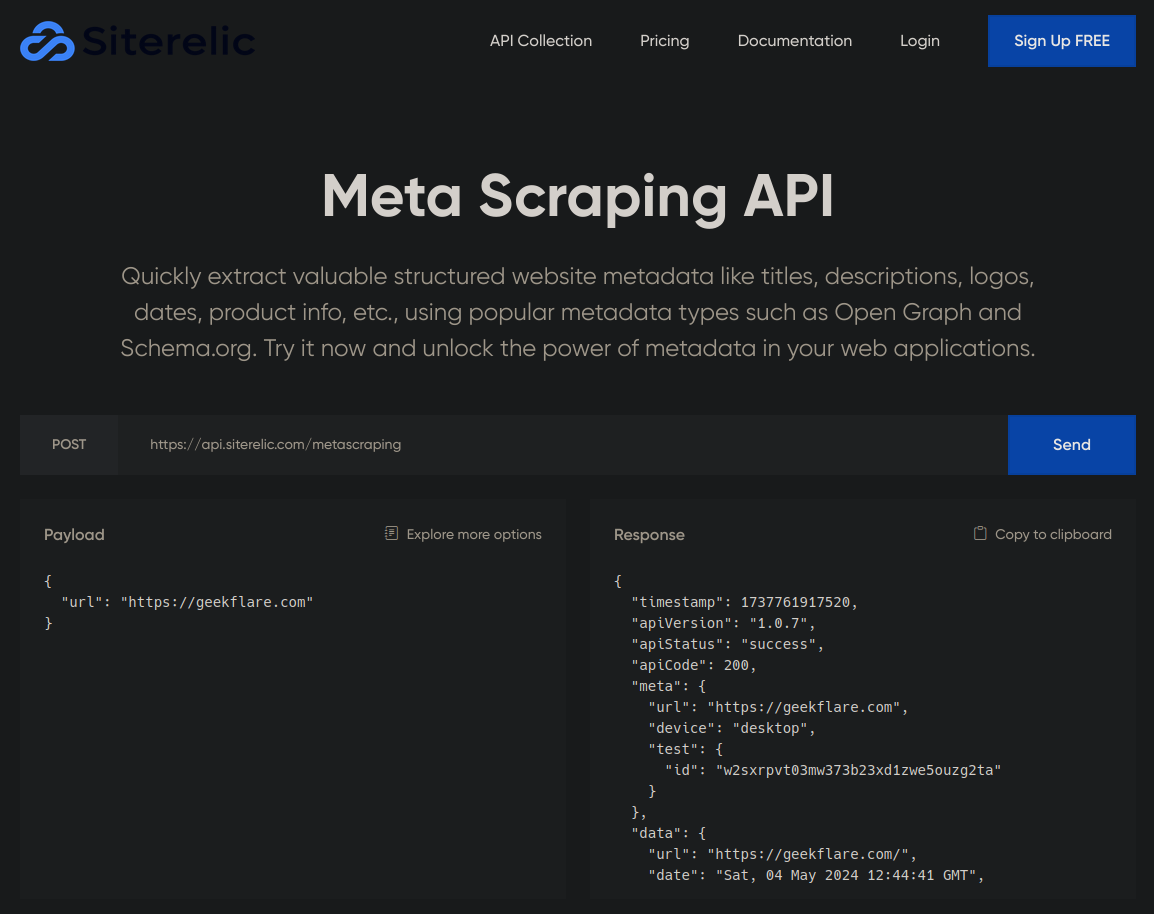 Siterelic
API Collection
Pricing
Documentation
Login
Sign Up FREE
Meta Scraping API
Quickly extract valuable structured website metadata like titles, descriptions, logos,
dates, product info, etc., using popular metadata types such as Open Graph and
Schema.org. Try it now and unlock the power of metadata in your web applications.
POST
https://api.siterelic.com/metascraping
Send
Payload
Explore more options
{
  "url": "https://geekflare.com"
}
Response
Copy to clipboard
{
  "timestamp": 1737761917520,
  "apiVersion": "1.0.7",
  "apiStatus": "success",
  "apiCode": 200,
  "meta": {
    "url": "https://geekflare.com",
    "device": "desktop",
    "test": {
      "id": "w2sxrpvt03mw373b23xd1zwe5ouzg2ta"
    }
  },
  "data": {
    "url": "https://geekflare.com/",
    "date": "Sat, 04 May 2024 12:44:41 GMT",